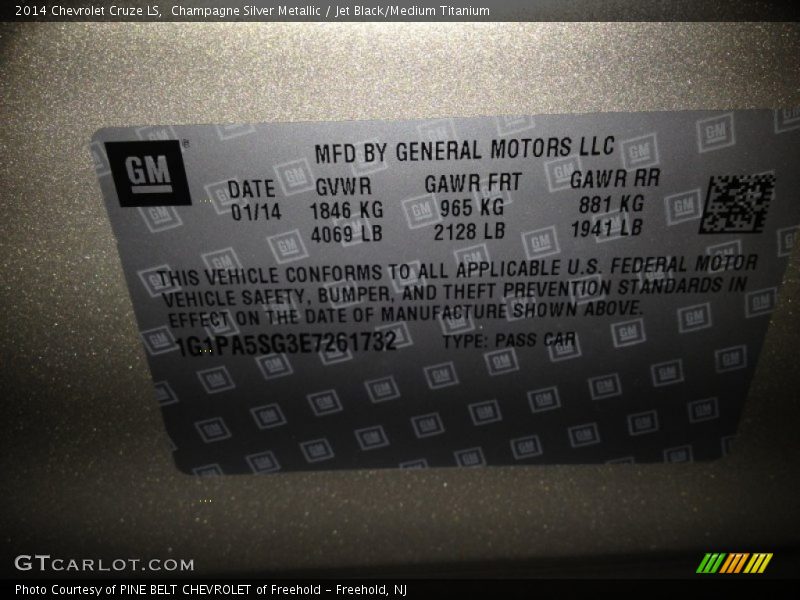 2014 Chevrolet Cruze LS,  Champagne Silver Metallic / Jet Black/Medium Titanium
GM
®
MFD BY GENERAL MOTORS LLC
DATE GVWR GAWR FRT GAWR RR
01/14 1846 KG 965 KG 881 KG
4069 LB 2128 LB 1941 LB
THIS VEHICLE CONFORMS TO ALL APPLICABLE U.S. FEDERAL MOTOR
VEHICLE SAFETY, BUMPER, AND THEFT PREVENTION STANDARDS IN
EFFECT ON THE DATE OF MANUFACTURE SHOWN ABOVE.
1G1PA5SG3E7261732 TYPE: PASS CAR
GTCARLOT.COM
Photo Courtesy of PINE BELT CHEVROLET of Freehold - Freehold, NJ